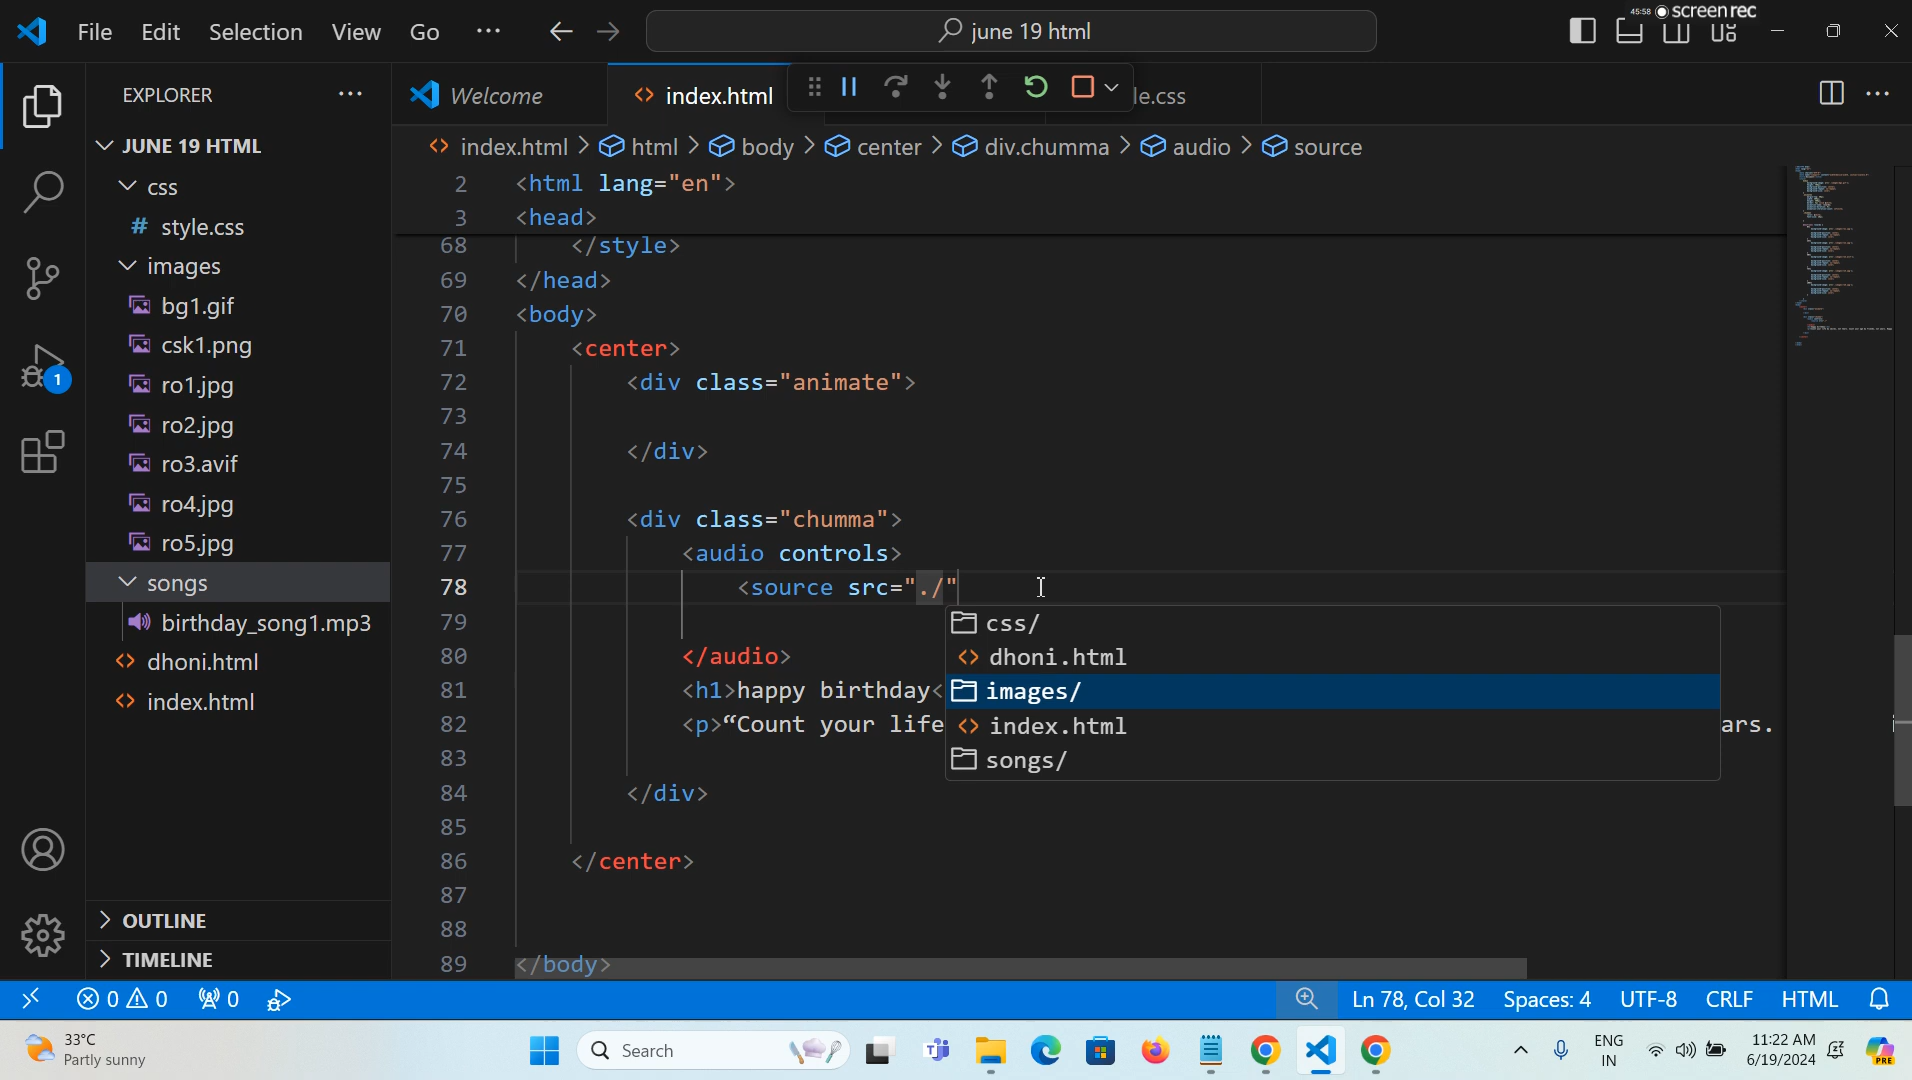 45:58 screen rec
File Edit Selection View Go ··· june 19 html
EXPLORER ···
Welcome index.html le.css
JUNE 19 HTML
css
# style.css
images
bg1.gif
csk1.png
ro1.jpg
ro2.jpg
ro3.avif
ro4.jpg
ro5.jpg
songs
birthday_song1.mp3
dhoni.html
index.html
OUTLINE
TIMELINE
1
index.html > html > body > center > div.chumma > audio > source
2 <html lang="en">
3 <head>
68 </style>
69 </head>
70 <body>
71 <center>
72 <div class="animate">
73
74 </div>
75
76 <div class="chumma">
77 <audio controls>
78 <source src="./"
79
80 </audio>
81 <h1>happy birthday<
82 <p>“Count your life ars.
83
84 </div>
85
86 </center>
87
88
89 </body>
css/
dhoni.html
images/
index.html
songs/
0 0 0 Ln 78, Col 32 Spaces: 4 UTF-8 CRLF HTML
33°C
Partly sunny
Search
ENG
IN
11:22 AM
6/19/2024
PRE